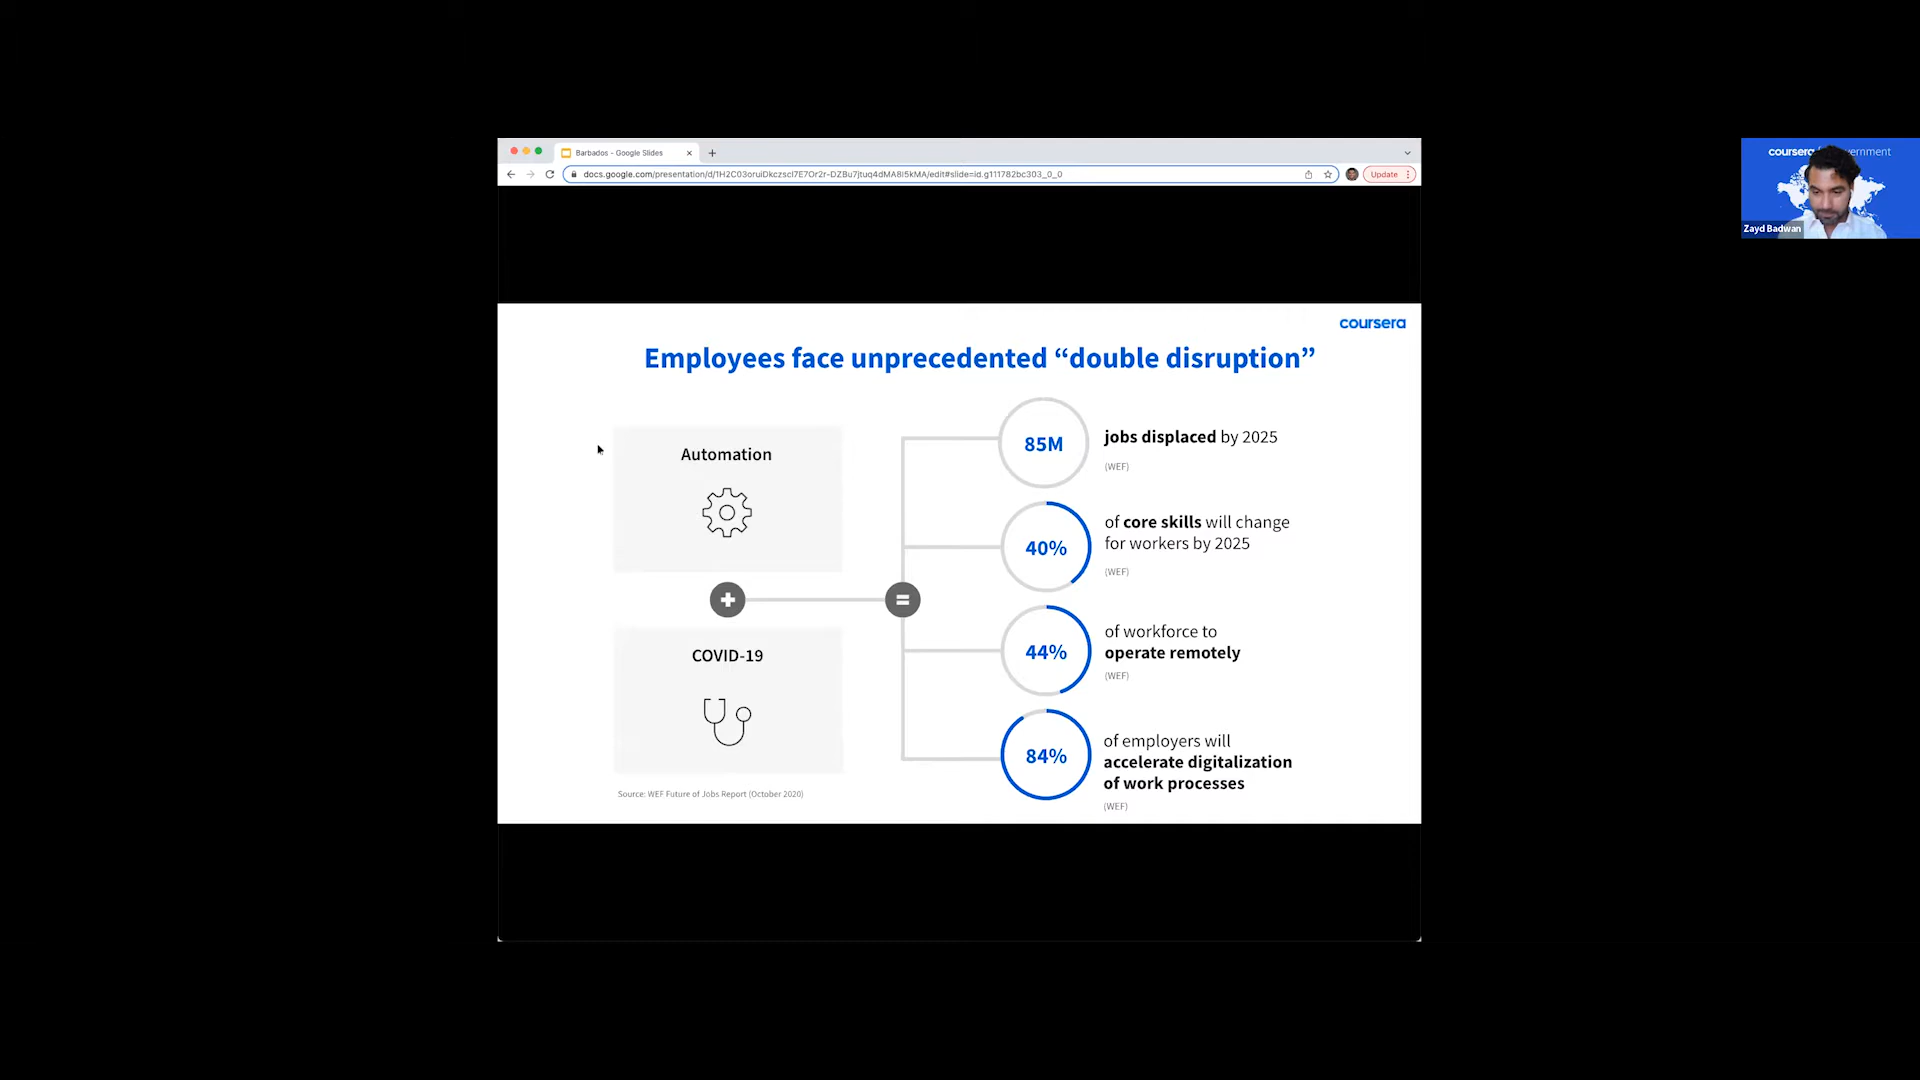 Barbados - Google Slides
docs.google.com/presentation/d/1H2C03oruiDkczscl7E7Or2r-DZBu7jtuq4dMA8l5kMA/edit#slide=id.g111782bc303_0_0
Update
coursera
Employees face unprecedented “double disruption”
Automation
COVID-19
Source: WEF Future of Jobs Report (October 2020)
85M
jobs displaced by 2025
(WEF)
40%
of core skills will change
for workers by 2025
(WEF)
44%
of workforce to
operate remotely
(WEF)
84%
of employers will
accelerate digitalization
of work processes
(WEF)
coursera
Zayd Badwan